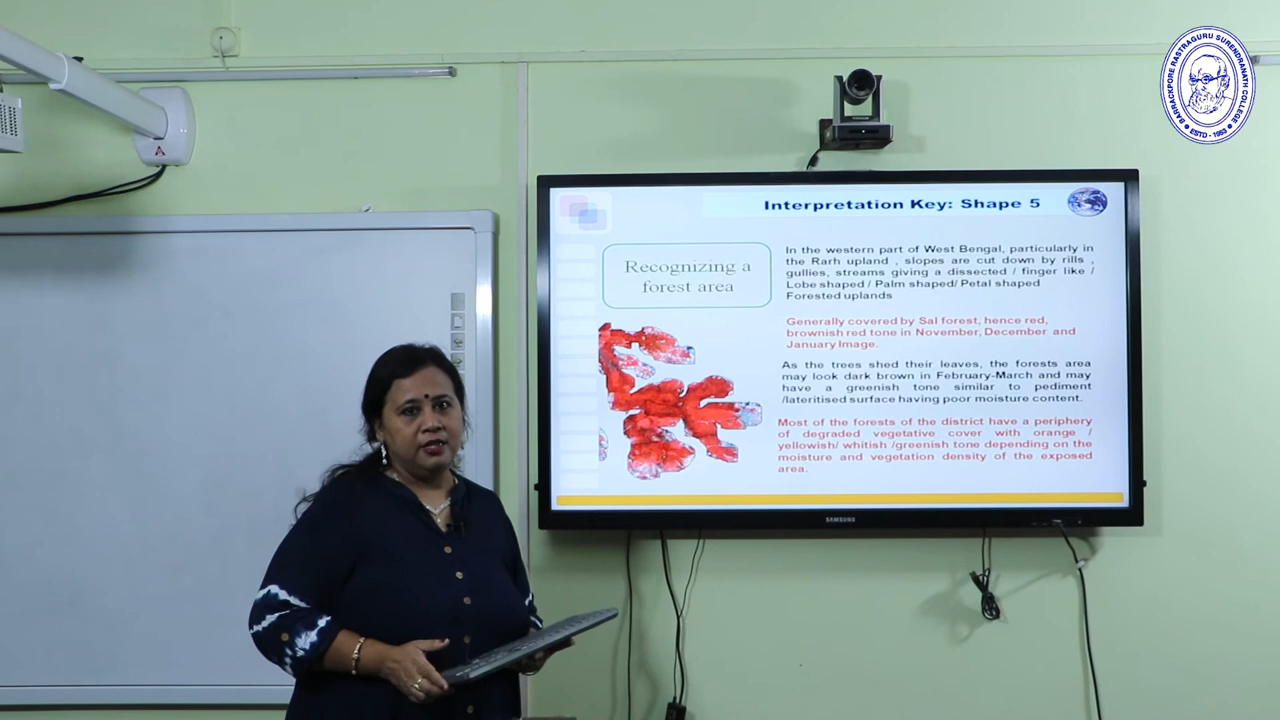 BARRACKPORE RASTRAGURU SURENDRANATH COLLEGE
ESTD - 1953
Interpretation Key: Shape 5
Recognizing a
forest area
In the western part of West Bengal, particularly in
the Rarh upland , slopes are cut down by rills ,
gullies, streams giving a dissected / finger like /
Lobe shaped / Palm shaped/ Petal shaped
Forested uplands
Generally covered by Sal forest, hence red,
brownish red tone in November, December and
January Image.
As the trees shed their leaves, the forests area
may look dark brown in February-March and may
have a greenish tone similar to pediment
/lateritised surface having poor moisture content.
Most of the forests of the district have a periphery
of degraded vegetative cover with orange /
yellowish/ whitish /greenish tone depending on the
moisture and vegetation density of the exposed
area.
SAMSUNG